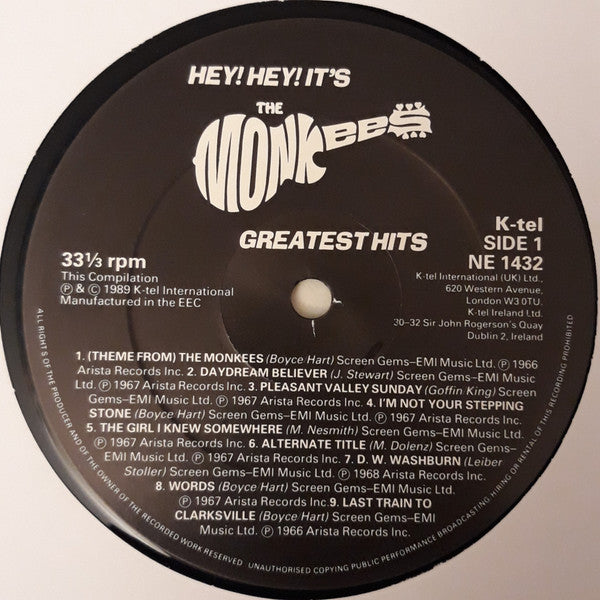 HEY! HEY! IT'S
THE
MONKEES
GREATEST HITS
K-tel
SIDE 1
NE 1432
33⅓ rpm
This Compilation
Ⓟ & © 1989 K-tel International
Manufactured in the EEC
K-tel International (UK) Ltd.,
620 Western Avenue,
London W3 0TU.
K-tel Ireland Ltd.
30-32 Sir John Rogerson's Quay
Dublin 2, Ireland
1. (THEME FROM) THE MONKEES (Boyce Hart) Screen Gems–EMI Music Ltd. Ⓟ 1966
Arista Records Inc. 2. DAYDREAM BELIEVER (J. Stewart) Screen Gems–EMI Music
Ltd. Ⓟ 1967 Arista Records Inc. 3. PLEASANT VALLEY SUNDAY (Goffin King) Screen
Gems–EMI Music Ltd. Ⓟ 1967 Arista Records Inc. 4. I'M NOT YOUR STEPPING
STONE (Boyce Hart) Screen Gems–EMI Music Ltd. Ⓟ 1967 Arista Records Inc.
5. THE GIRL I KNEW SOMEWHERE (M. Nesmith) Screen Gems–EMI Music Ltd.
Ⓟ 1967 Arista Records Inc. 6. ALTERNATE TITLE (M. Dolenz) Screen Gems–
EMI Music Ltd. Ⓟ 1967 Arista Records Inc. 7. D. W. WASHBURN (Leiber
Stoller) Screen Gems–EMI Music Ltd. Ⓟ 1968 Arista Records Inc.
8. WORDS (Boyce Hart) Screen Gems–EMI Music Ltd.
Ⓟ 1967 Arista Records Inc. 9. LAST TRAIN TO
CLARKSVILLE (Boyce Hart) Screen Gems–EMI
Music Ltd. Ⓟ 1966 Arista Records Inc.
ALL RIGHTS OF THE PRODUCER AND OF THE OWNER OF THE RECORDED WORK RESERVED UNAUTHORISED COPYING PUBLIC PERFORMANCE BROADCASTING HIRING OR RENTAL OF THIS RECORDING PROHIBITED